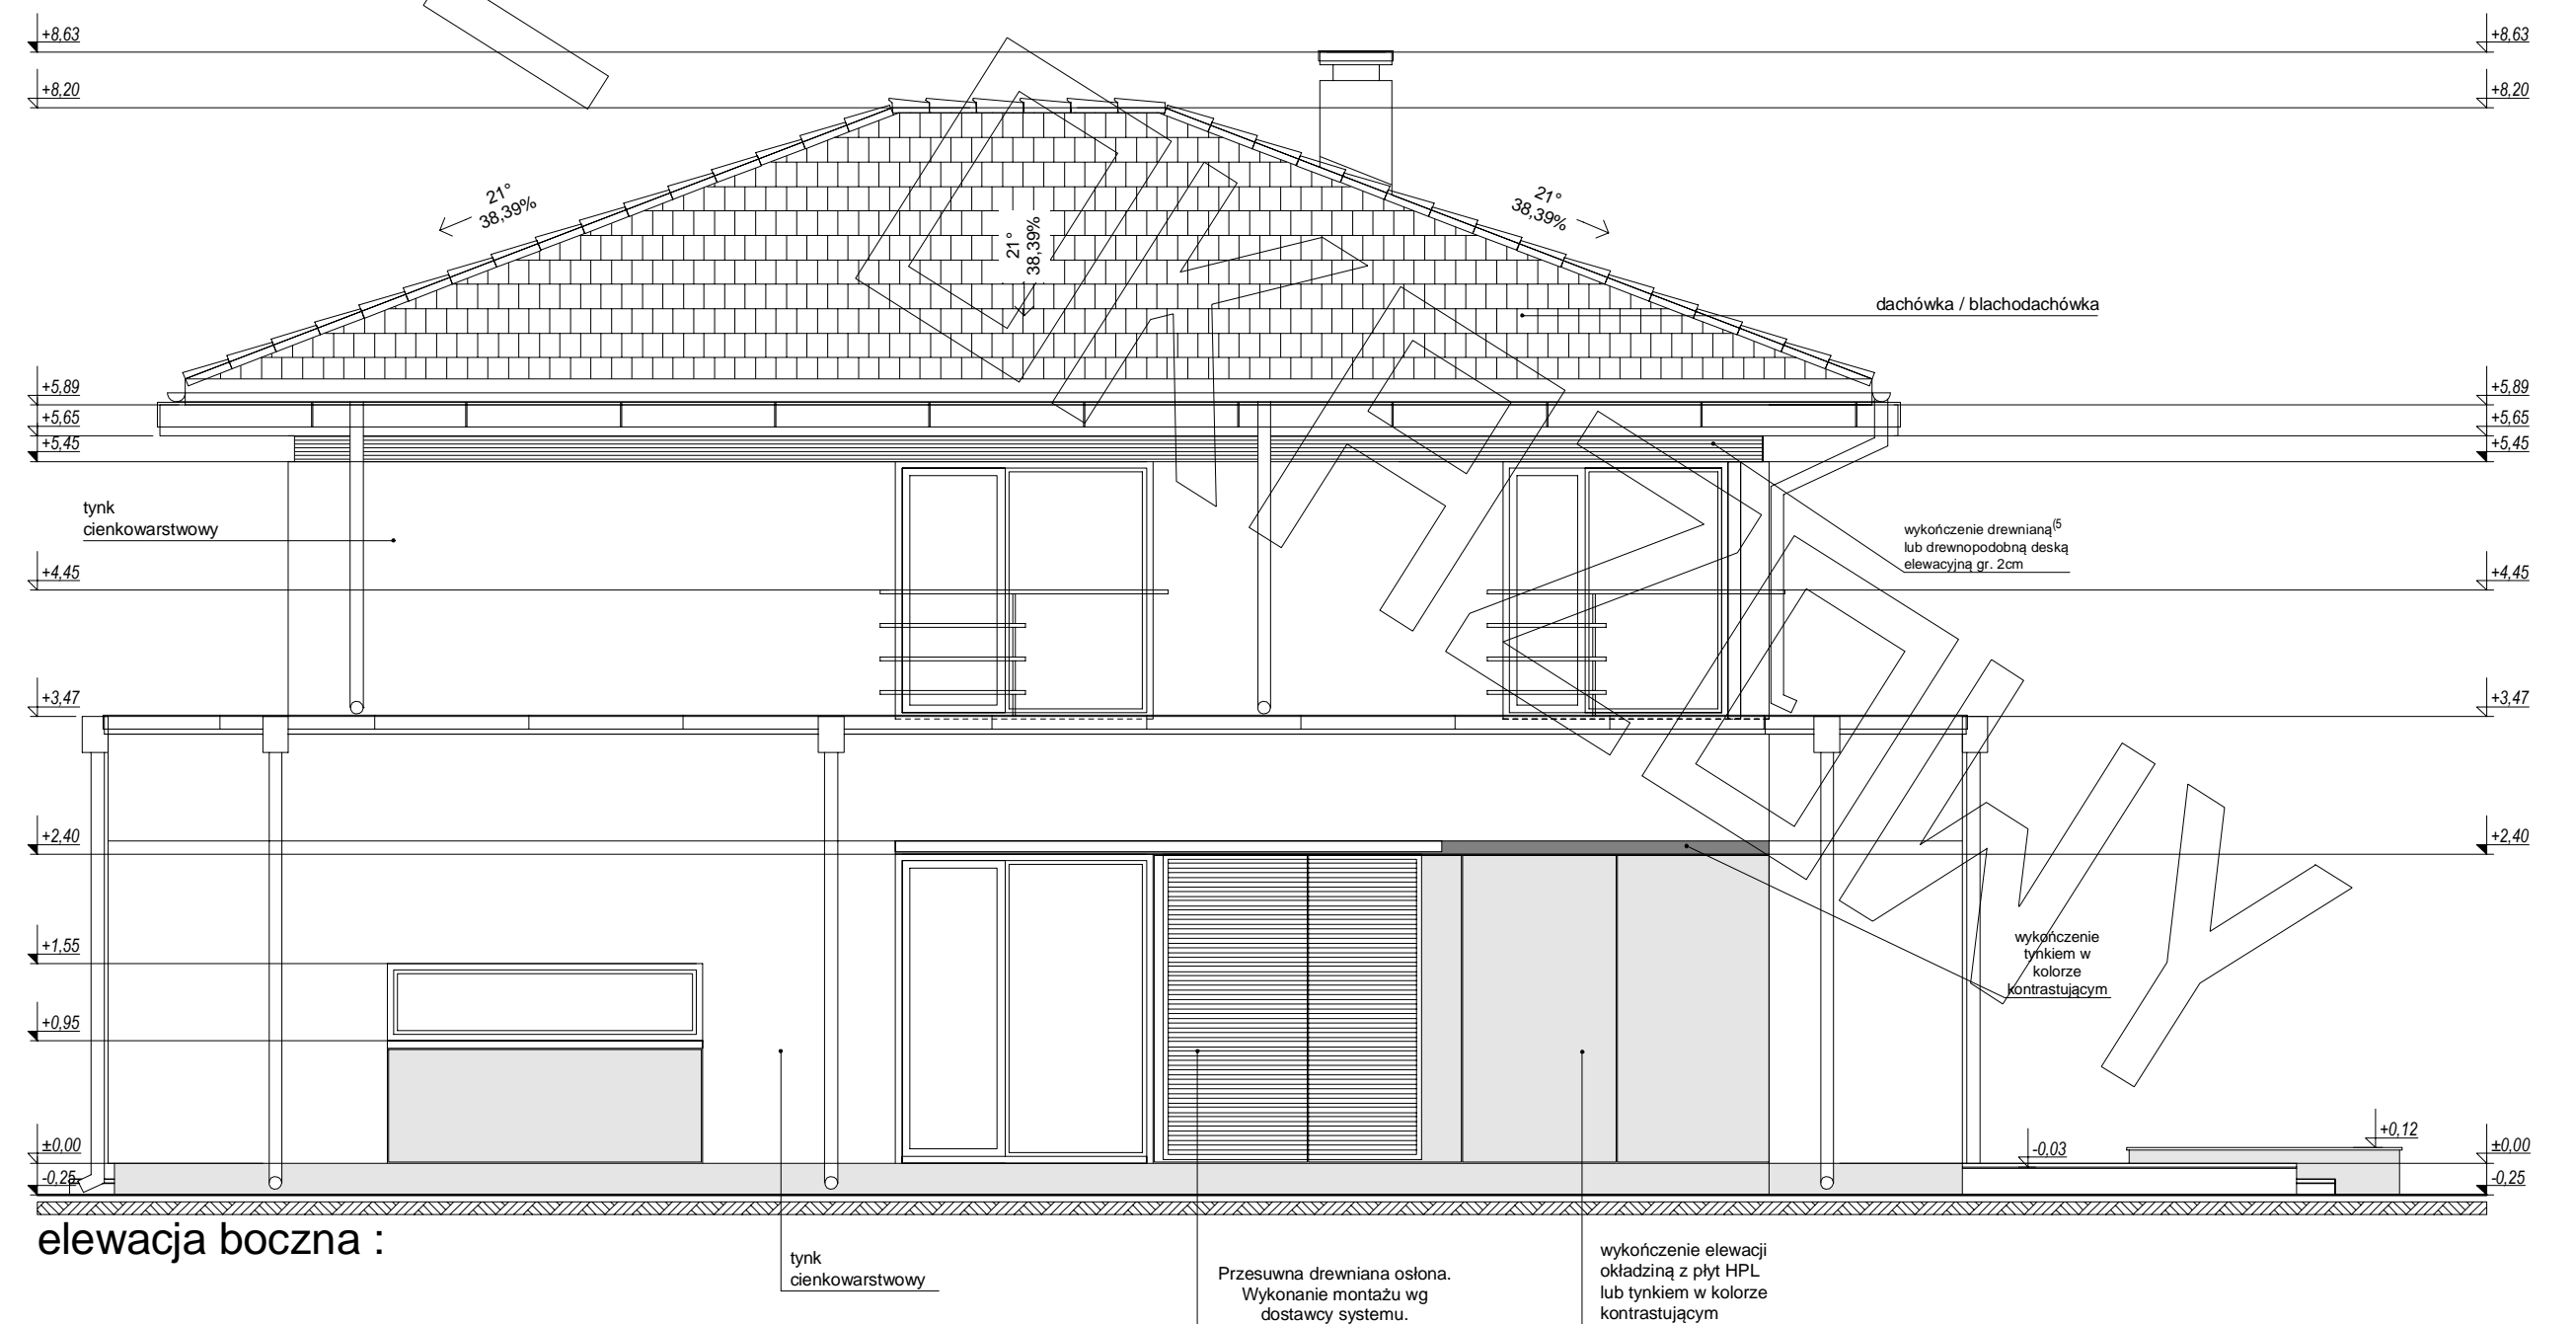 +8,63
+8,63
+8,20
+8,20
21°
38,39%
21°
38,39%
21°
38,39%
dachówka / blachodachówka
+5,89
+5,89
+5,65
+5,65
+5,45
+5,45
tynk
cienkowarstwowy
wykończenie drewnianą(5
lub drewnopodobną deską
elewacyjną gr. 2cm
+4,45
+4,45
+3,47
+3,47
+2,40
+2,40
wykończenie
tynkiem w
kolorze
kontrastującym
+1,55
+0,95
±0,00
-0,03
+0,12
±0,00
-0,25
-0,25
elewacja boczna :
tynk
cienkowarstwowy
Przesuwna drewniana osłona.
Wykonanie montażu wg
dostawcy systemu.
wykończenie elewacji
okładziną z płyt HPL
lub tynkiem w kolorze
kontrastującym